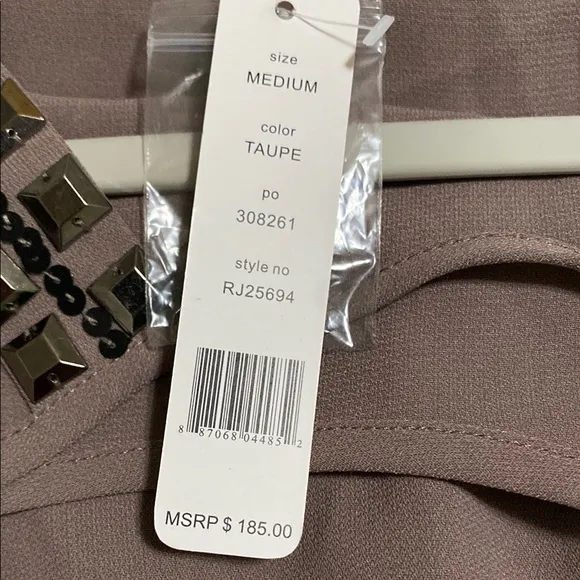 size
MEDIUM
color
TAUPE
po
308261
style no
RJ25694
8 87068 04485 2
MSRP $ 185.00